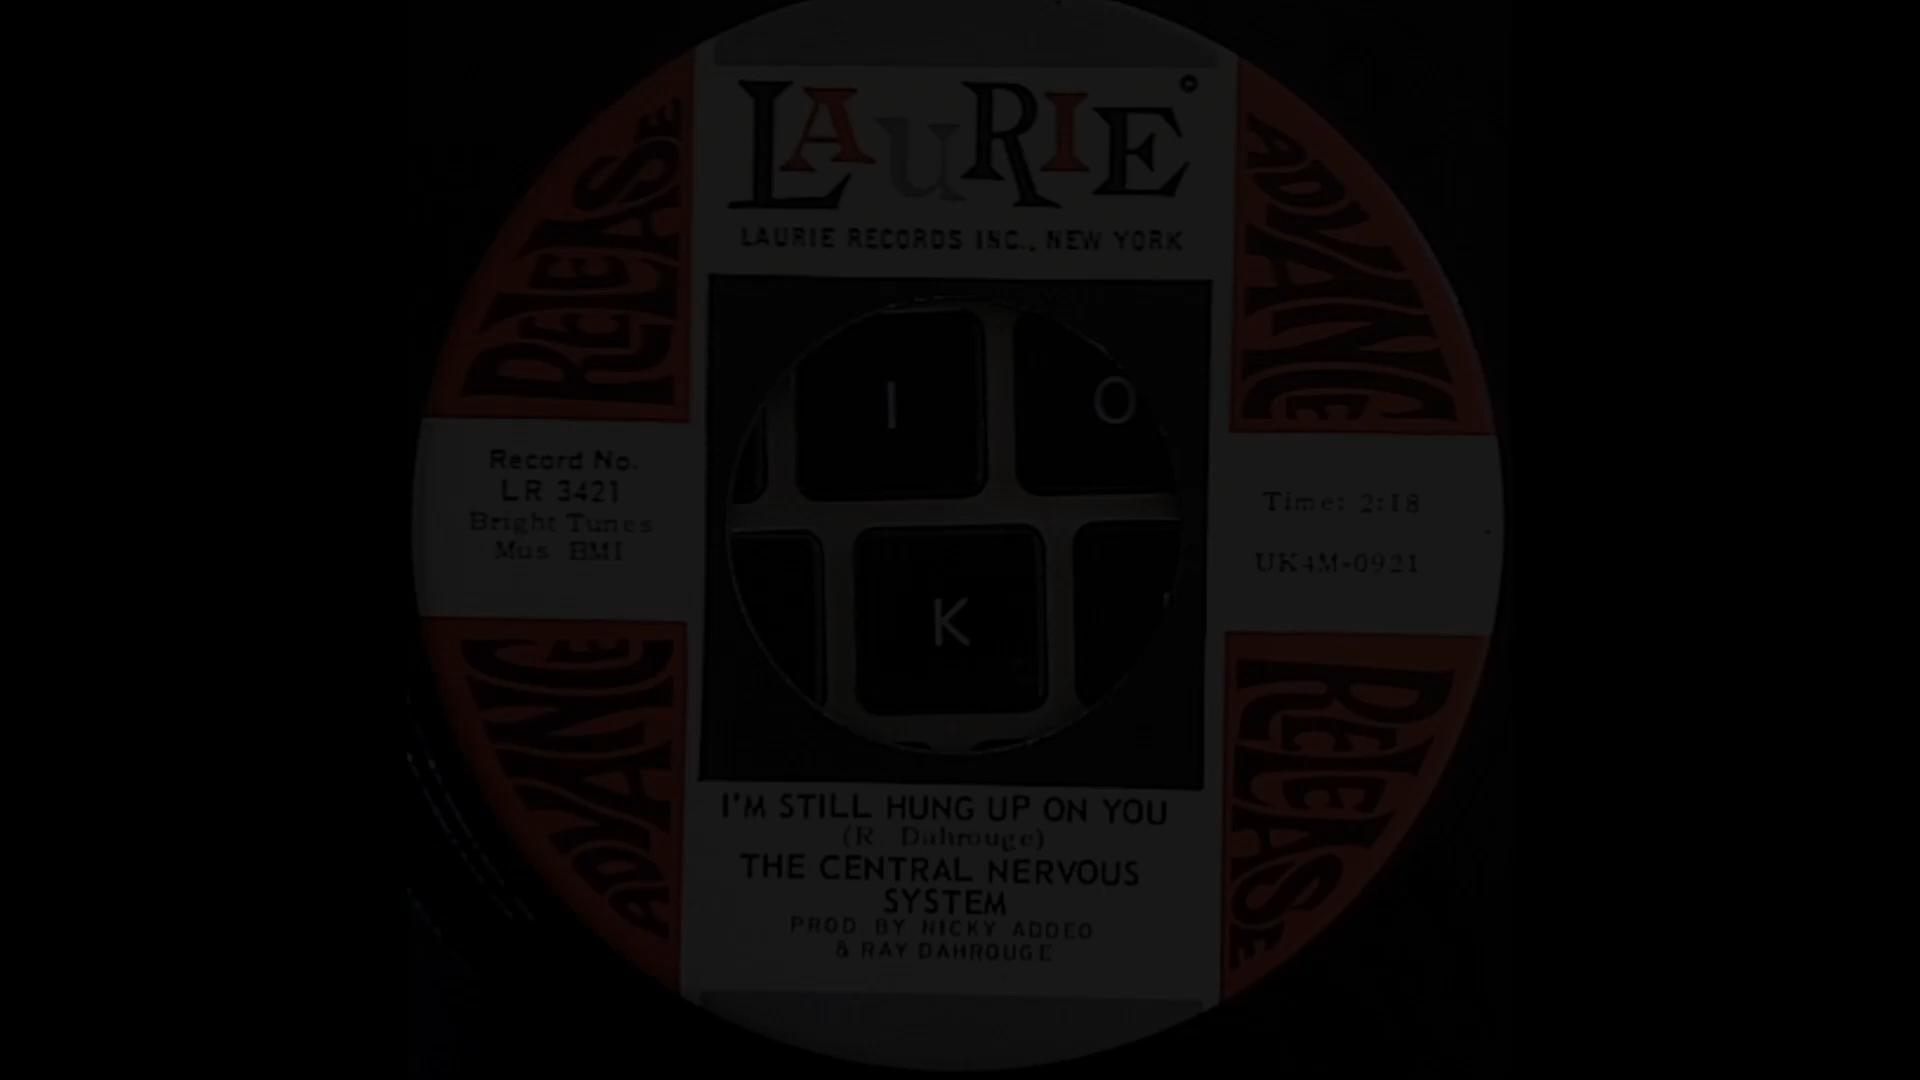 LAURIE
LAURIE RECORDS INC., NEW YORK
RELEASE
ADVANCE
I
O
K
Record No.
LR 3421
Bright Tunes
Mus BMI
Time: 2:18
UK4M-0921
ADVANCE
RELEASE
I'M STILL HUNG UP ON YOU
(R. Dahrouge)
THE CENTRAL NERVOUS
SYSTEM
PROD. BY NICKY ADDEO
& RAY DAHROUGE